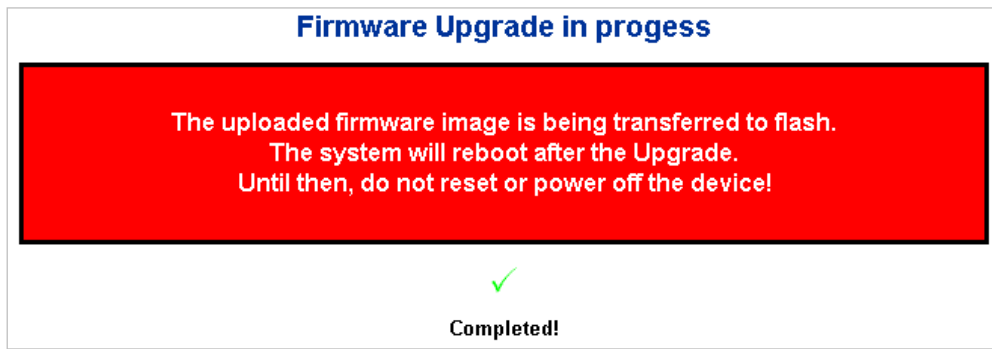 Firmware Upgrade in progess
The uploaded firmware image is being transferred to flash.
The system will reboot after the Upgrade.
Until then, do not reset or power off the device!
Completed!